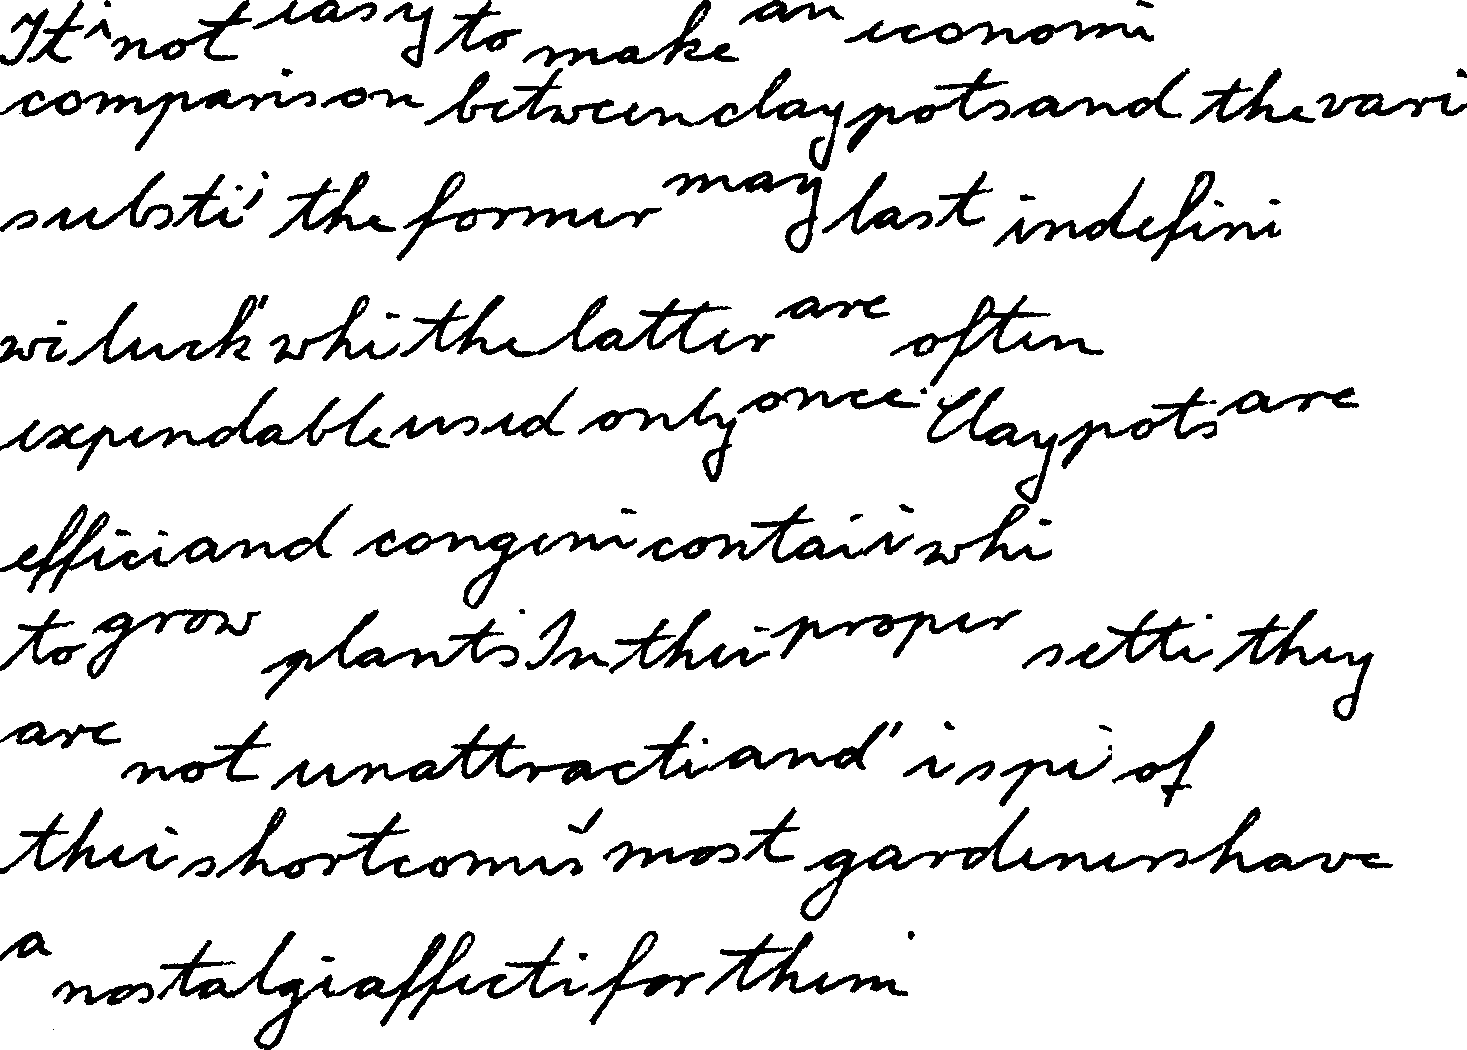 It i not easy to make an economi
comparison between clay pots and the vari
substi the former may last indefini
wi luck whi the latter are often
expendable used only once. Clay pots are
effici and congeni contai i whi
to grow plants In thei proper setti they
are not unattracti and i spi of
thei shortcomi s most gardeners have
a nostalgi affecti for them